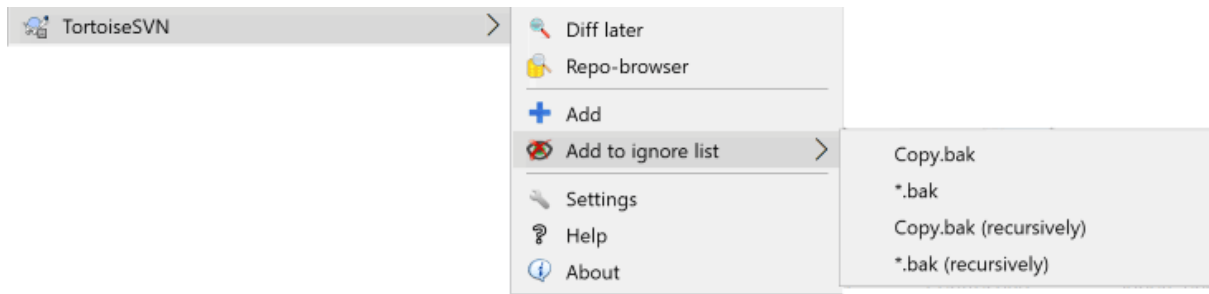 TortoiseSVN
Diff later
Repo-browser
Add
Add to ignore list
Settings
Help
About
Copy.bak
*.bak
Copy.bak (recursively)
*.bak (recursively)